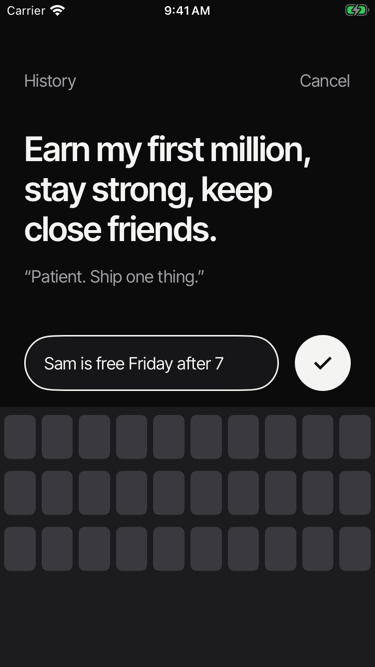 Carrier
9:41 AM
History
Cancel
Earn my first million,
stay strong, keep
close friends.
“Patient. Ship one thing.”
Sam is free Friday after 7